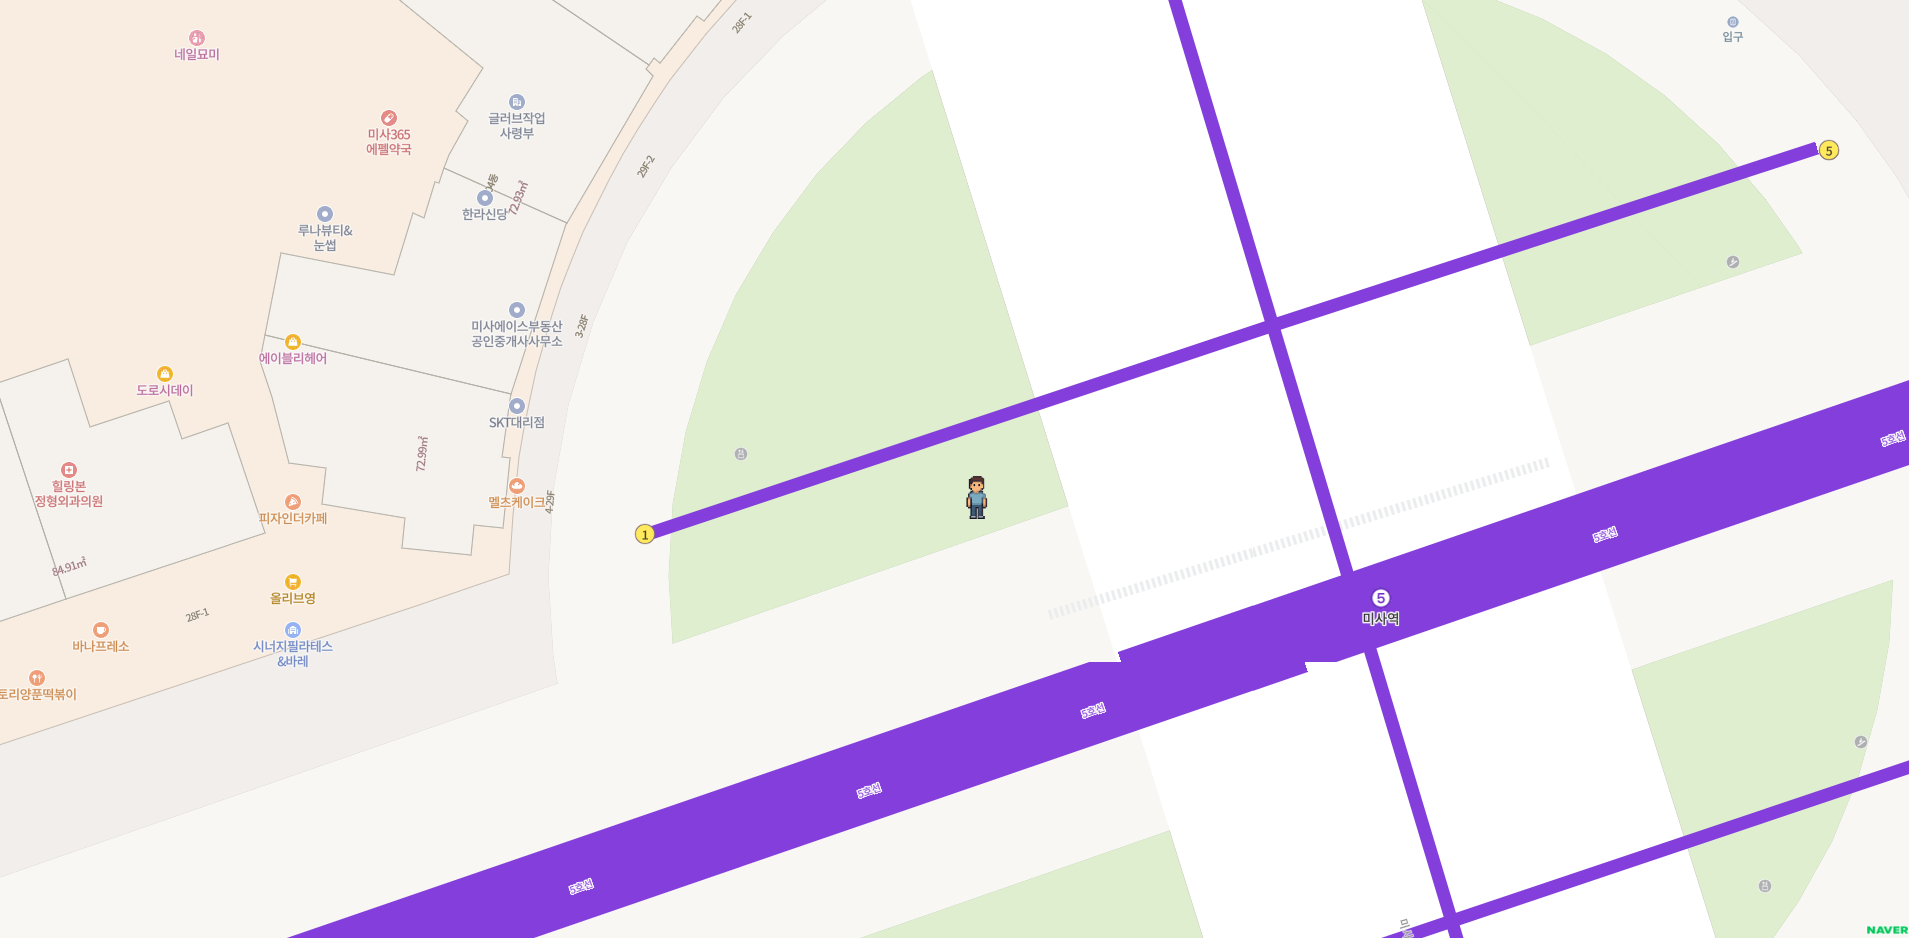 28F-1
입구
네일묘미
글러브작업
사령부
미사365
에펠약국
29F-2
5
72.93㎡
한라신당
루나뷰티&
눈썹
미사에이스부동산
공인중개사사무소
3-28F
에이블리헤어
도로시데이
SKT대리점
5호선
72.99㎡
힐링본
정형외과의원
멜츠케이크
4-29F
피자인더카페
1
5호선
84.91㎡
올리브영
5
미사역
28F-1
바나프레소
시너지필라테스
&바레
토리양푼떡볶이
5호선
5호선
5호선
NAVER